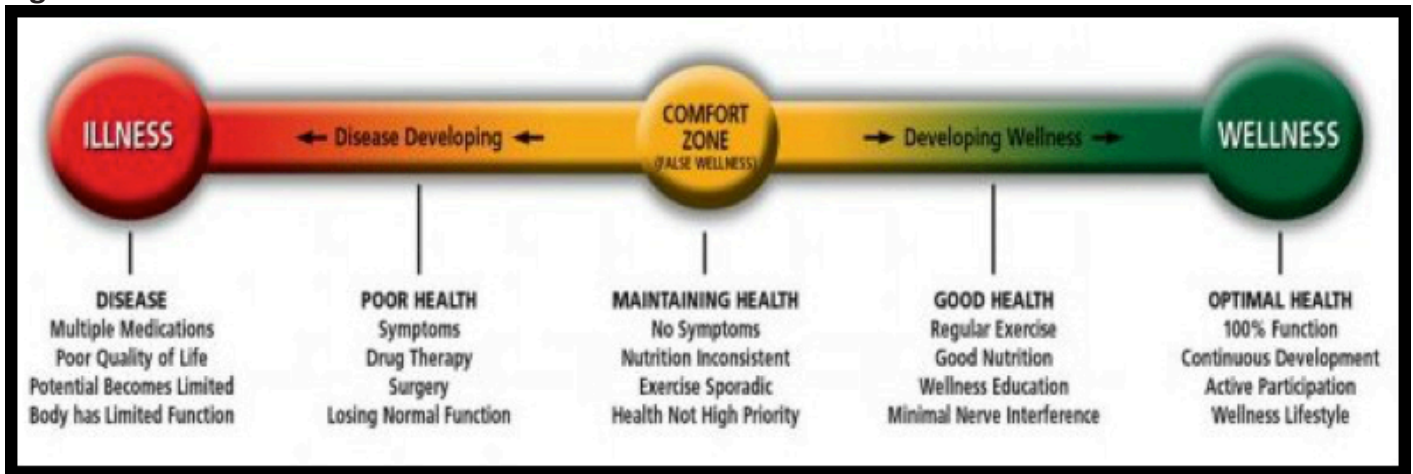 ILLNESS
← Disease Developing ←
COMFORT
ZONE
(FALSE WELLNESS)
→ Developing Wellness →
WELLNESS
DISEASE
Multiple Medications
Poor Quality of Life
Potential Becomes Limited
Body has Limited Function
POOR HEALTH
Symptoms
Drug Therapy
Surgery
Losing Normal Function
MAINTAINING HEALTH
No Symptoms
Nutrition Inconsistent
Exercise Sporadic
Health Not High Priority
GOOD HEALTH
Regular Exercise
Good Nutrition
Wellness Education
Minimal Nerve Interference
OPTIMAL HEALTH
100% Function
Continuous Development
Active Participation
Wellness Lifestyle